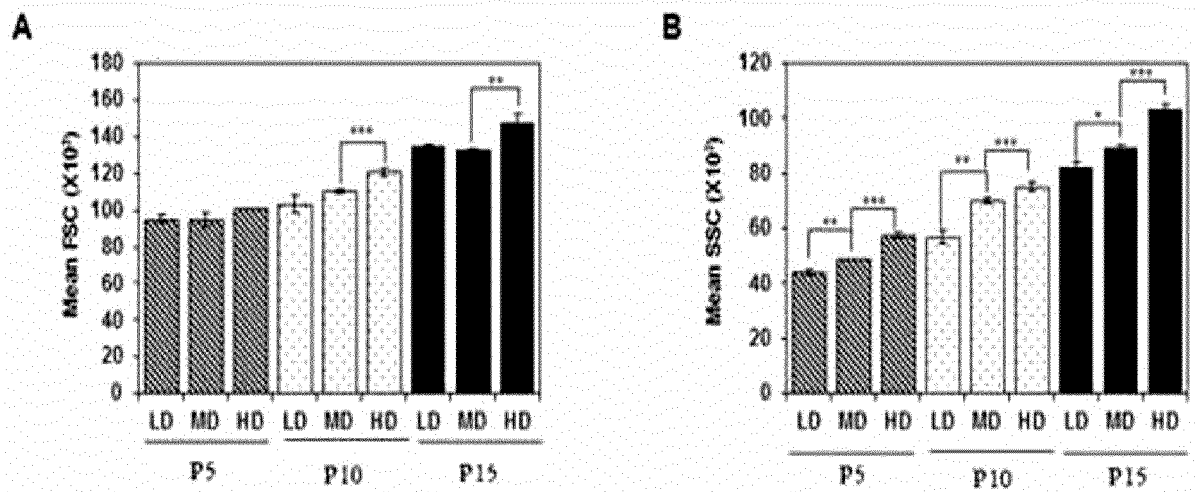 A
Mean FSC (X10³)
180
160
140
120
100
80
60
40
20
0
***
**
LD MD HD LD MD HD LD MD HD
P5 P10 P15
B
Mean SSC (X10³)
120
100
80
60
40
20
0
** *** ** *** * ***
LD MD HD LD MD HD LD MD HD
P5 P10 P15